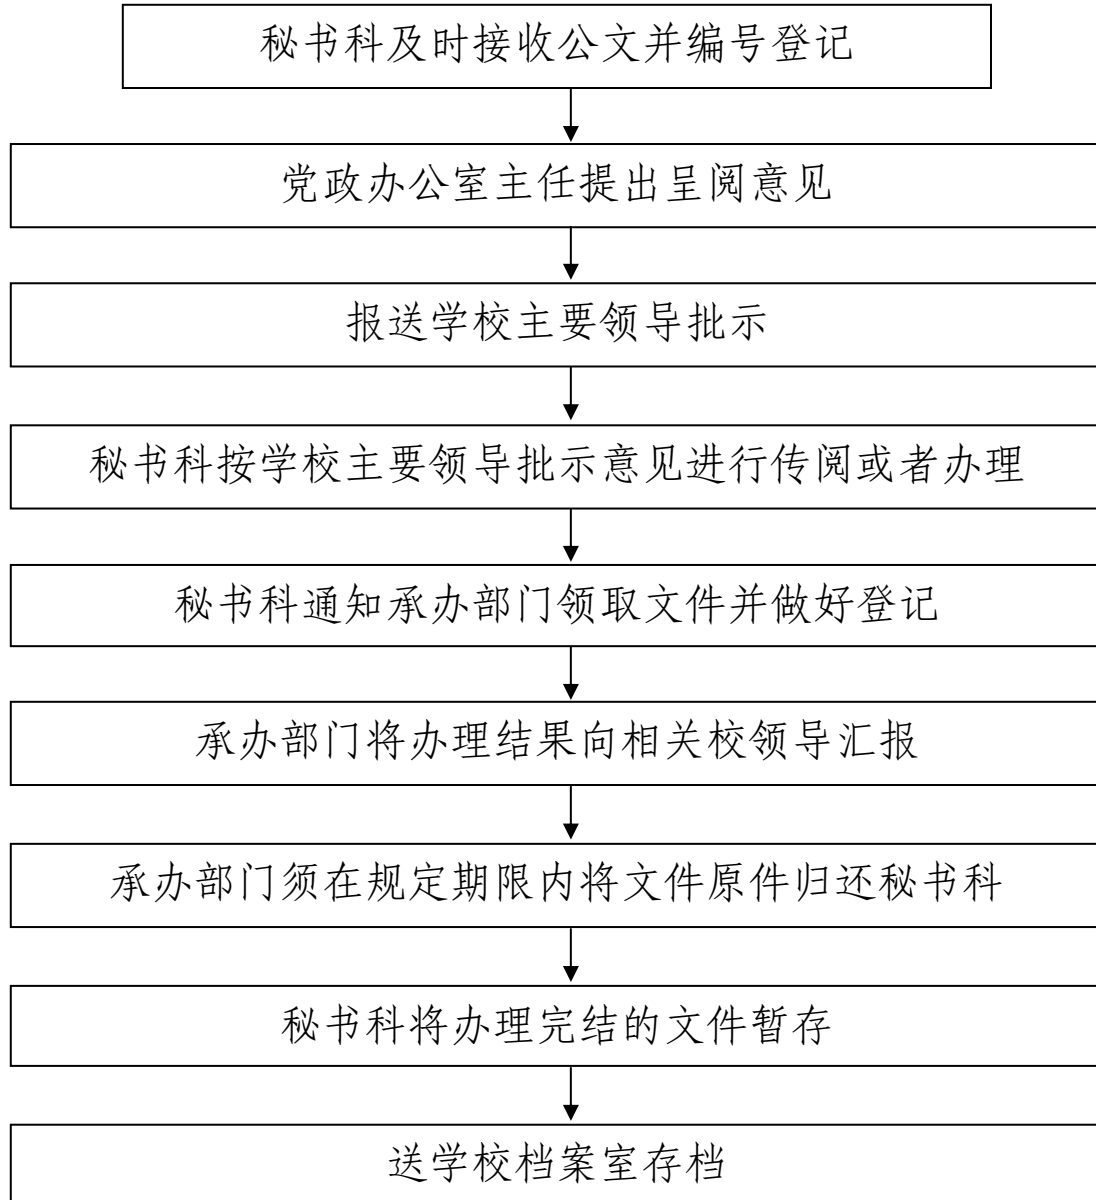 秘书科及时接收公文并编号登记
党政办公室主任提出呈阅意见
报送学校主要领导批示
秘书科按学校主要领导批示意见进行传阅或者办理
秘书科通知承办部门领取文件并做好登记
承办部门将办理结果向相关校领导汇报
承办部门须在规定期限内将文件原件归还秘书科
秘书科将办理完结的文件暂存
送学校档案室存档